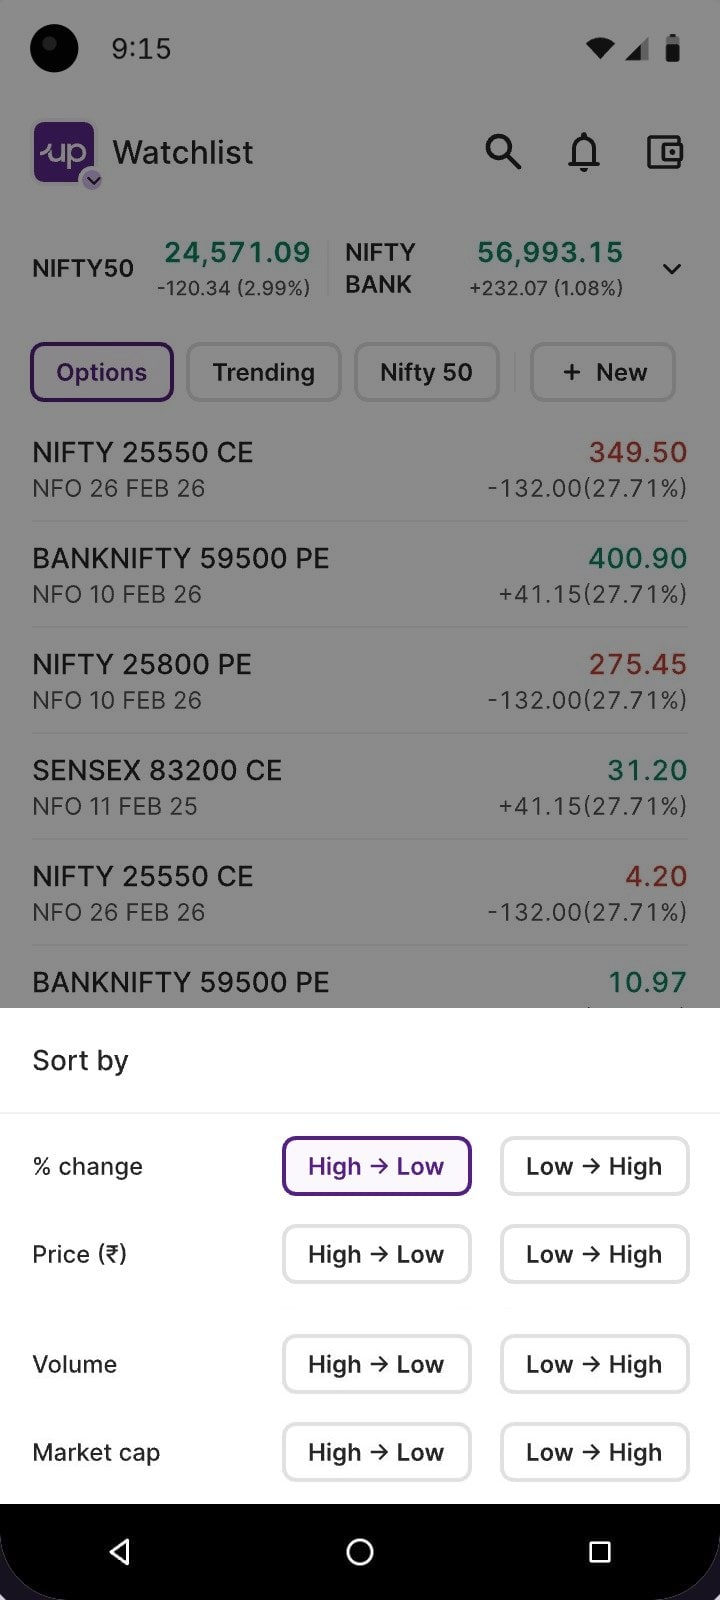 9:15
up Watchlist
NIFTY50 24,571.09 NIFTY BANK 56,993.15
-120.34 (2.99%) +232.07 (1.08%)
Options Trending Nifty 50 + New
NIFTY 25550 CE 349.50
NFO 26 FEB 26 -132.00(27.71%)
BANKNIFTY 59500 PE 400.90
NFO 10 FEB 26 +41.15(27.71%)
NIFTY 25800 PE 275.45
NFO 10 FEB 26 -132.00(27.71%)
SENSEX 83200 CE 31.20
NFO 11 FEB 25 +41.15(27.71%)
NIFTY 25550 CE 4.20
NFO 26 FEB 26 -132.00(27.71%)
BANKNIFTY 59500 PE 10.97
Sort by
% change High → Low Low → High
Price (₹) High → Low Low → High
Volume High → Low Low → High
Market cap High → Low Low → High